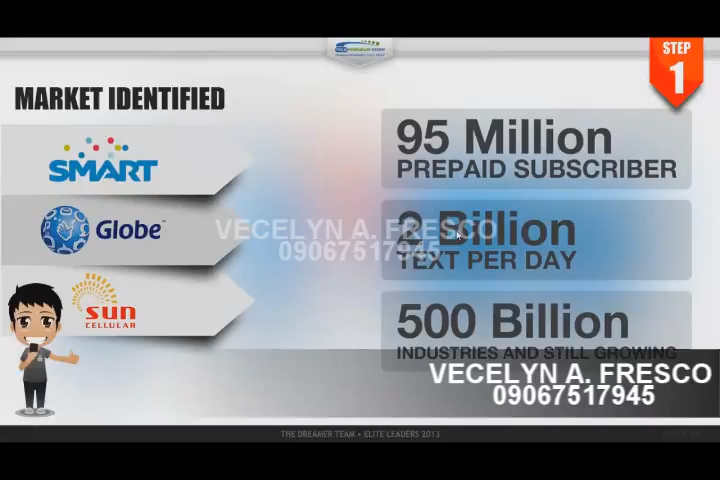 STEP
1
MARKET IDENTIFIED
SMART
Globe
sun
CELLULAR
95 Million
PREPAID SUBSCRIBER
2 Billion
TEXT PER DAY
500 Billion
INDUSTRIES AND STILL GROWING
VECELYN A. FRESCO
09067517945
VECELYN A. FRESCO
09067517945
THE DREAMER TEAM • ELITE LEADERS 2013